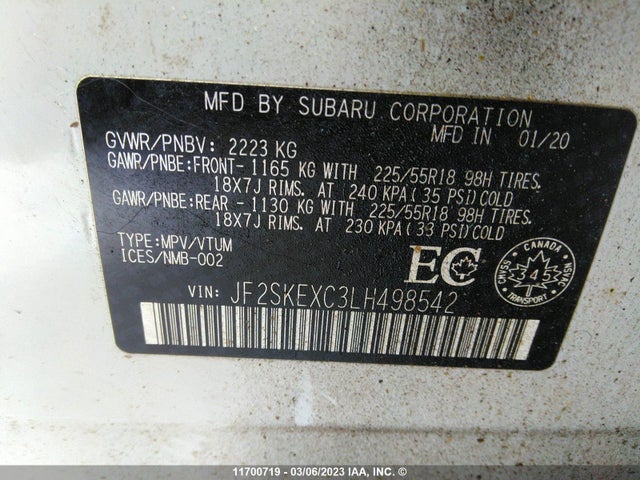 MFD BY SUBARU CORPORATION
MFD IN 01/20
GVWR/PNBV: 2223 KG
GAWR/PNBE:FRONT-1165 KG WITH 225/55R18 98H TIRES.
18X7J RIMS. AT 240 KPA(35 PSI)COLD
GAWR/PNBE:REAR -1130 KG WITH 225/55R18 98H TIRES.
18X7J RIMS. AT 230 KPA(33 PSI)COLD
TYPE:MPV/VTUM
ICES/NMB-002
EC
CANADA
CMVSS
4
NSVAC
TRANSPORT
VIN: JF2SKEXC3LH498542
11700719 - 03/06/2023 IAA, INC. ©